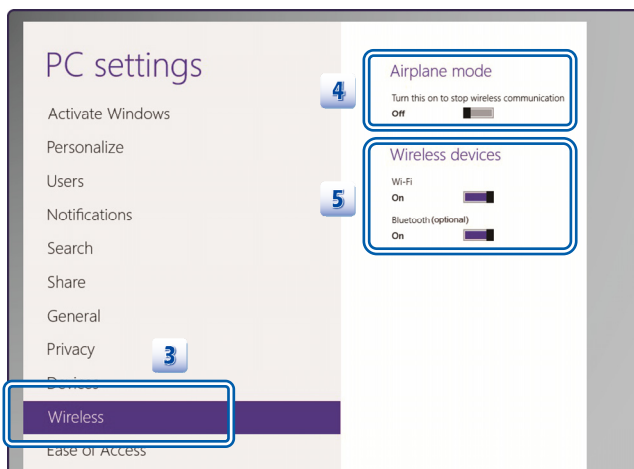 PC settings
Activate Windows
Personalize
Users
Notifications
Search
Share
General
Privacy
3
Devices
Wireless
Ease of Access
4
Airplane mode
Turn this on to stop wireless communication
Off
5
Wireless devices
Wi-Fi
On
Bluetooth (optional)
On